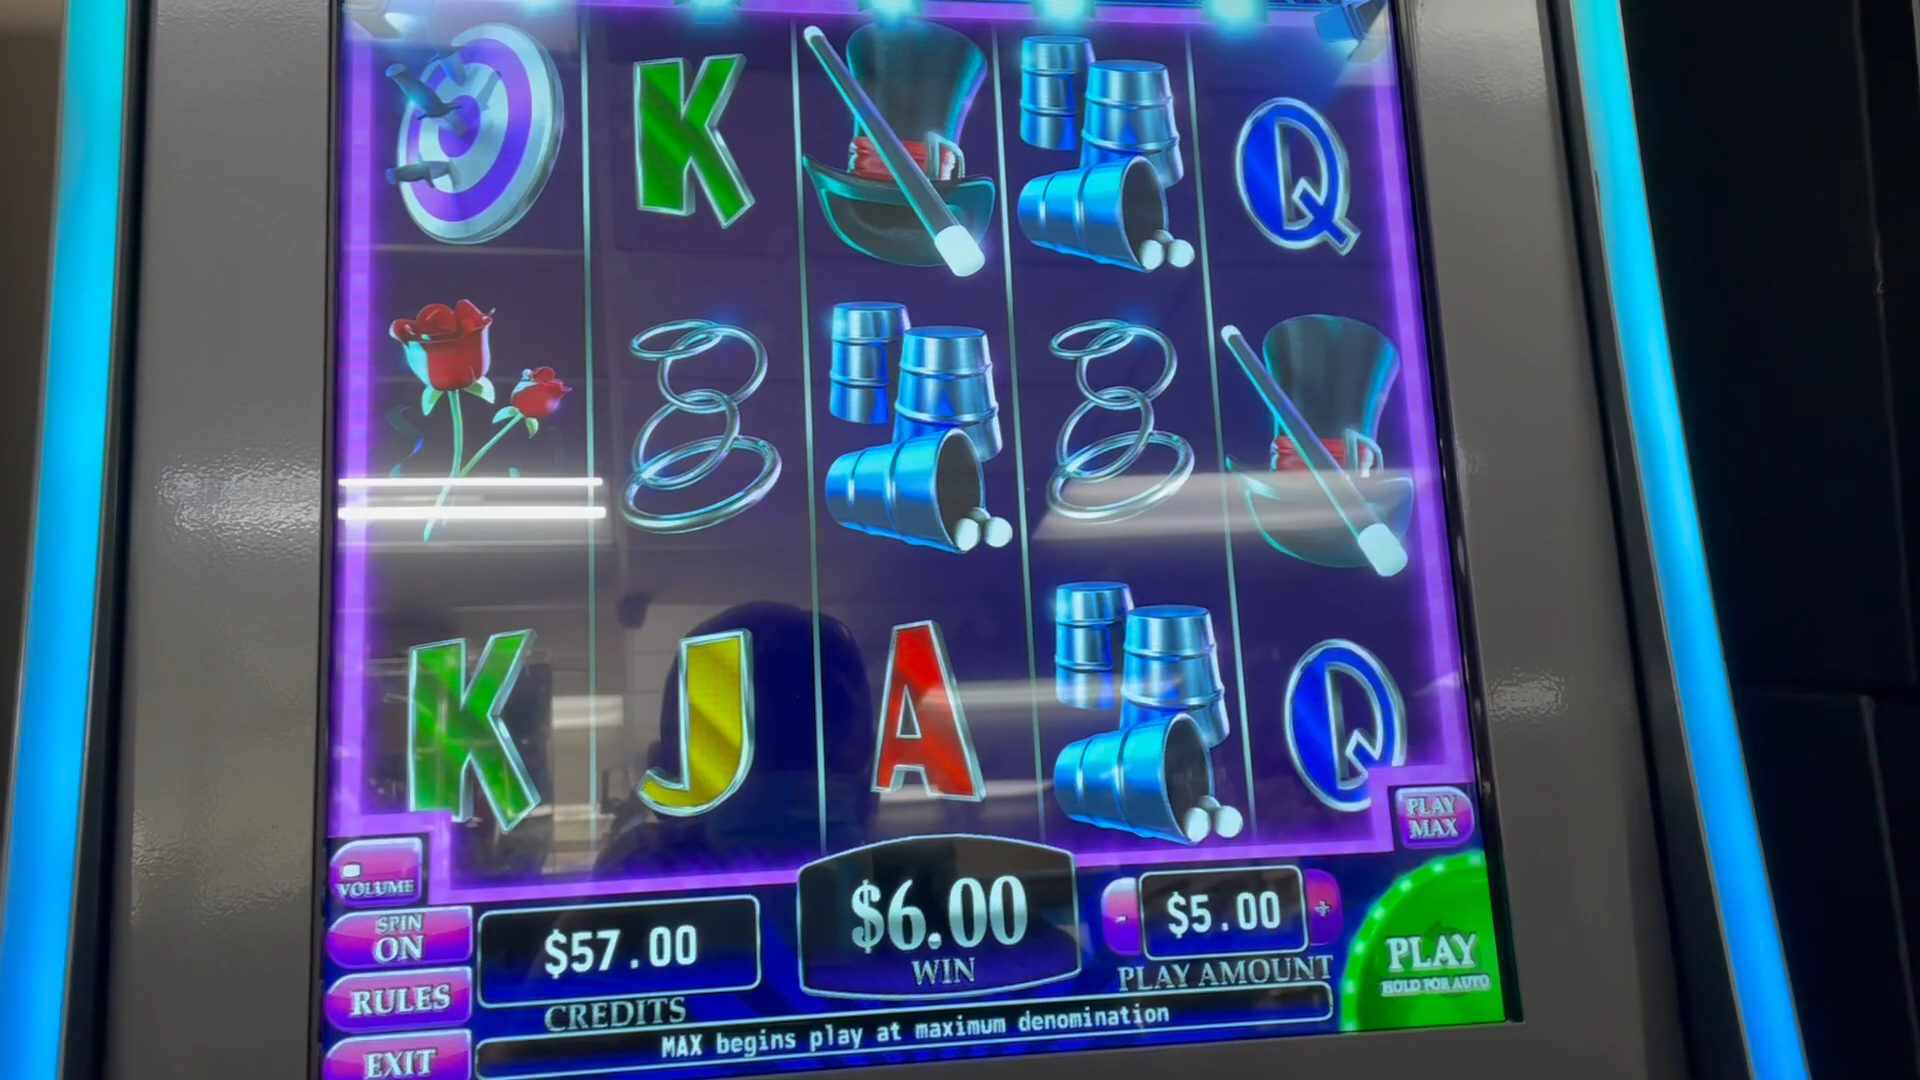 K
Q
K
J
A
Q
PLAY
MAX
VOLUME
SPIN
ON
$57.00
CREDITS
$6.00
WIN
-
$5.00
+
PLAY AMOUNT
PLAY
HOLD FOR AUTO
RULES
EXIT
MAX begins play at maximum denomination